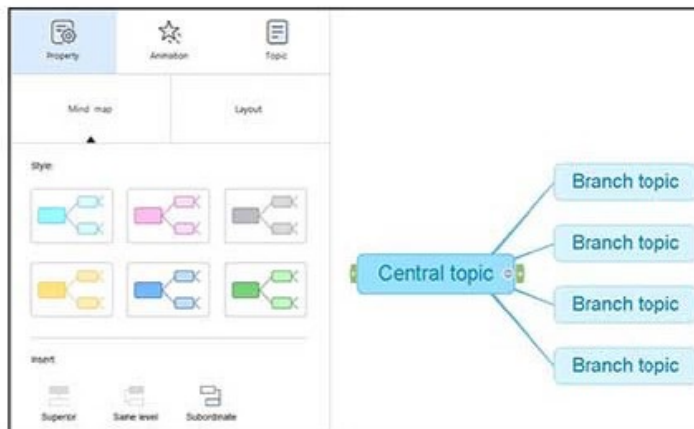 Property Animation Topic
Mind map Layout
Style
Insert
Superior Same level Subordinate
Central topic
Branch topic
Branch topic
Branch topic
Branch topic